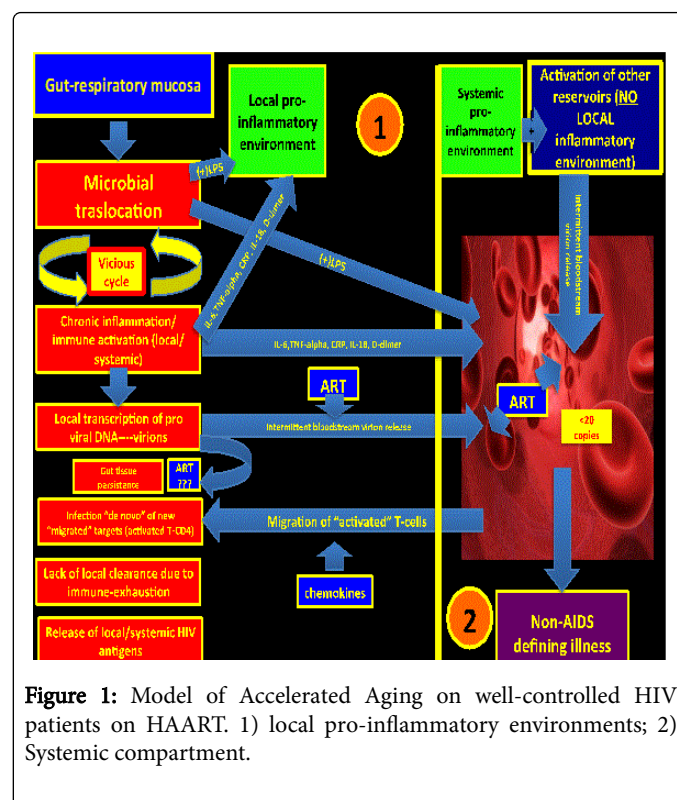 Gut-respiratory mucosa
Local pro-
inflammatory
environment
1
Systemic
pro-
inflammatory
environment
+
Activation of other
reservoirs (NO
LOCAL
inflammatory
environment)
(+)LPS
Microbial
traslocation
Vicious
cycle
IL-6,TNF-alpha, CRP, IL-18, D-dimer
(+)LPS
Intermittent bloodstream
virion release
Chronic inflammation/
immune activation (local/
systemic)
IL-6,TNF-alpha, CRP, IL-18, D-dimer
ART
ART
Local transcription of pro
viral DNA----virions
Intermittent bloodstream virion release
<20
copies
Gut tissue
persistance
ART
???
Infection "de novo" of new
"migrated" targets (activated T-CD4)
Migration of "activated" T-cells
Lack of local clearance due to
immune-exhaustion
chemokines
2
Non-AIDS
defining illness
Release of local/systemic HIV
antigens
Figure 1: Model of Accelerated Aging on well-controlled HIV
patients on HAART. 1) local pro-inflammatory environments; 2)
Systemic compartment.